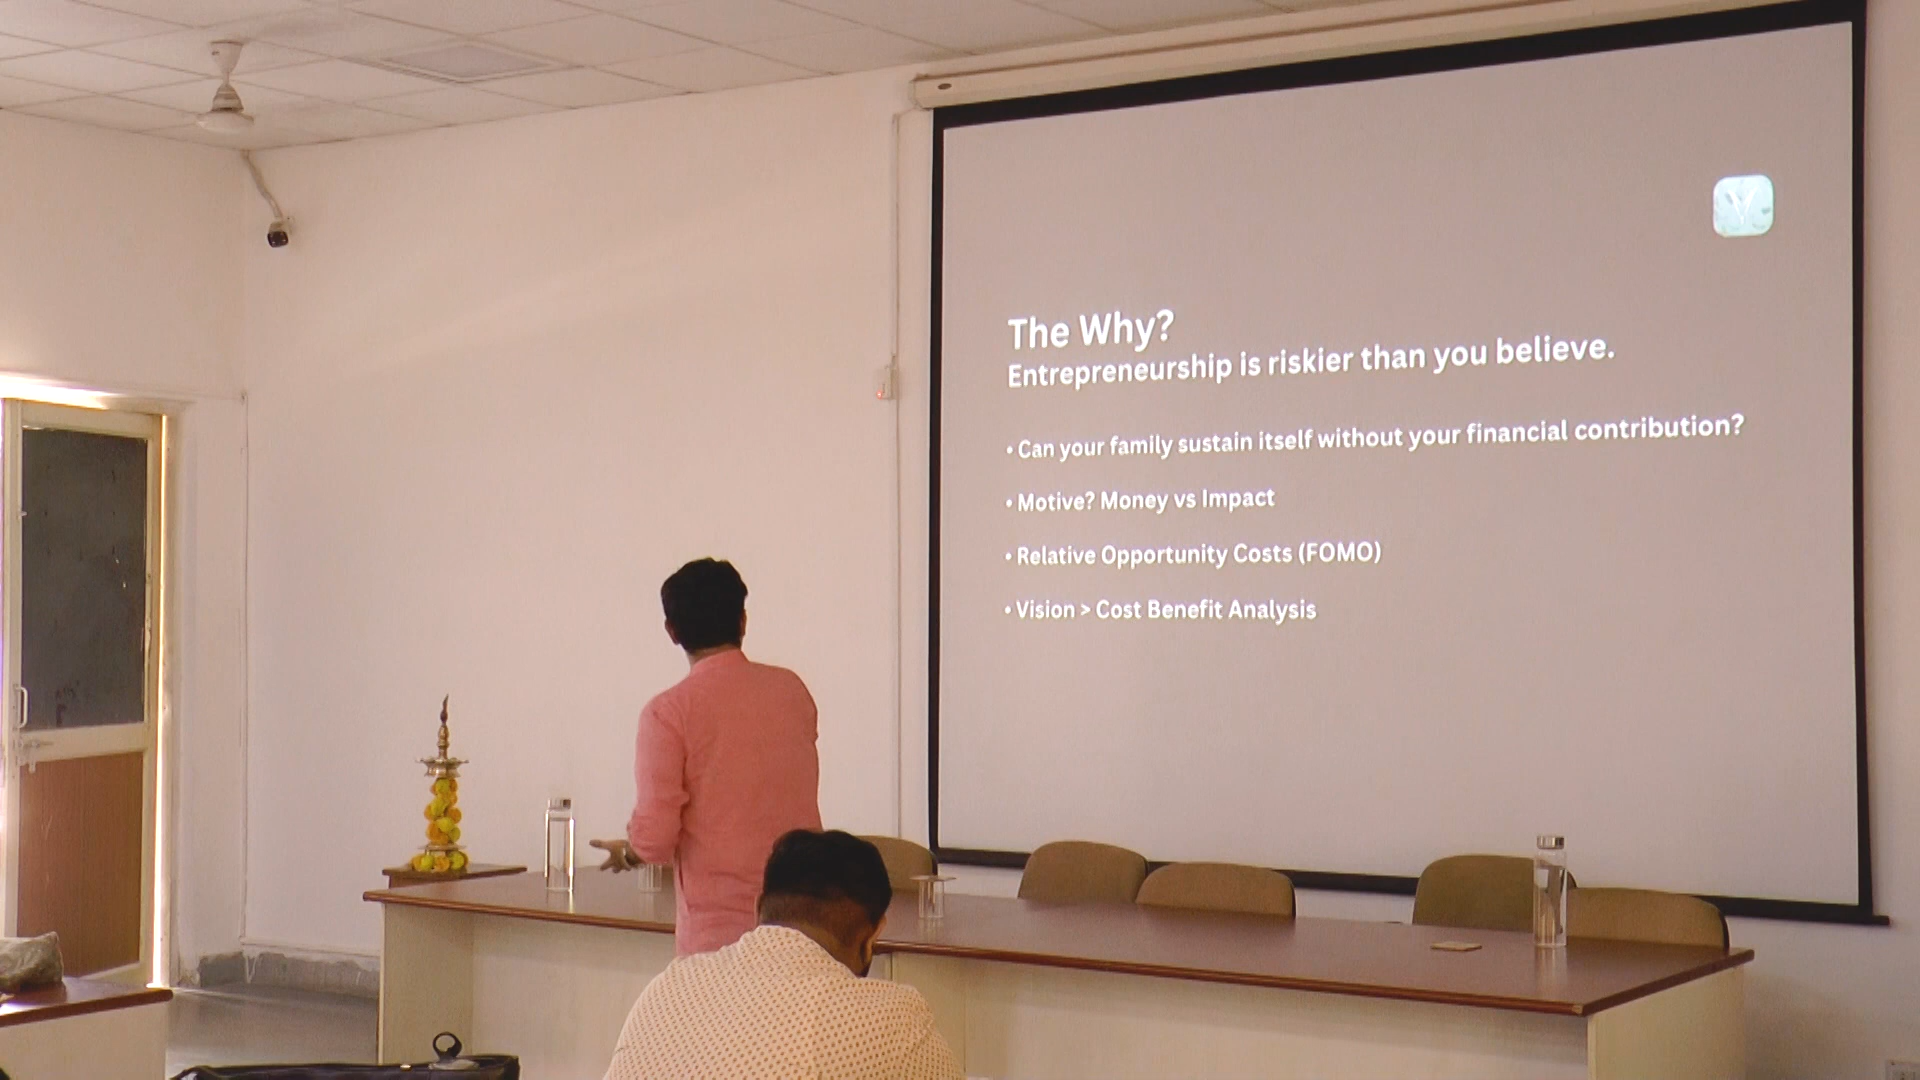 The Why?
Entrepreneurship is riskier than you believe.
• Can your family sustain itself without your financial contribution?
• Motive? Money vs Impact
• Relative Opportunity Costs (FOMO)
• Vision > Cost Benefit Analysis